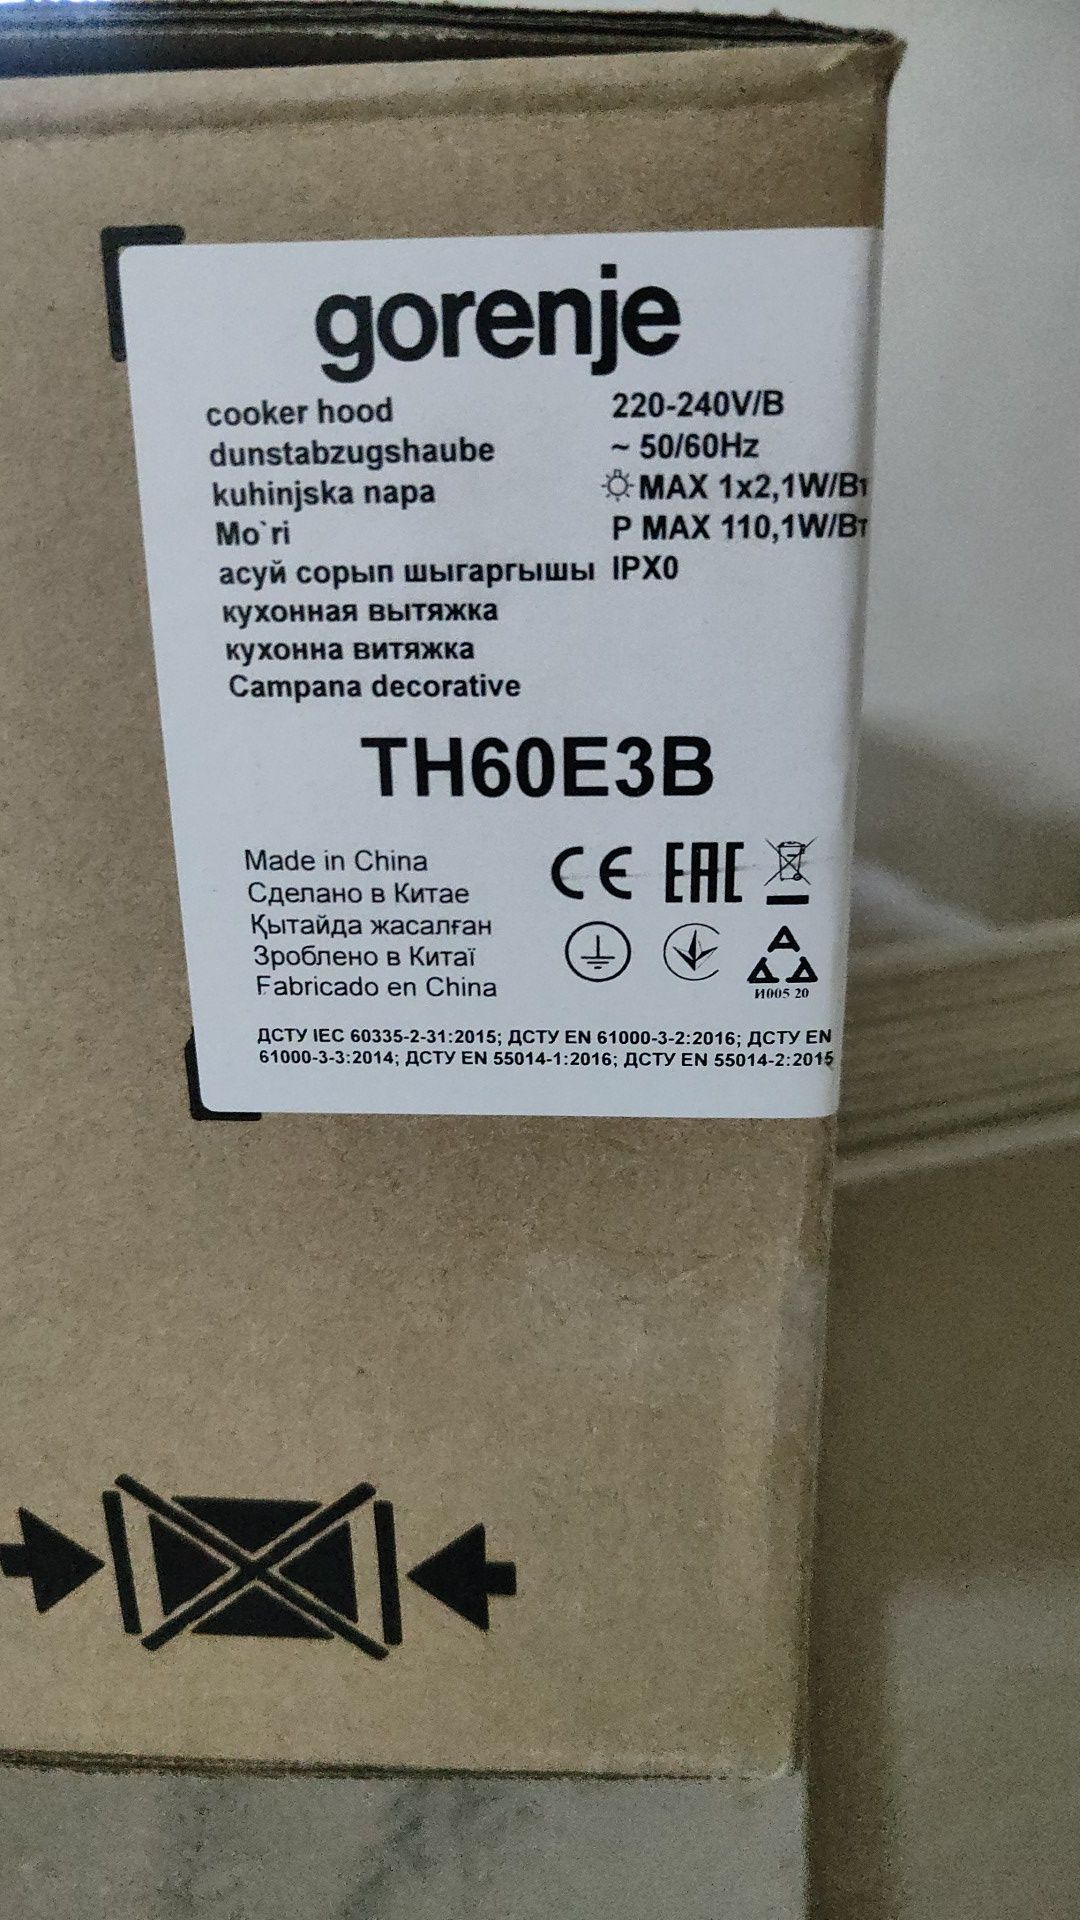 gorenje
cooker hood 220-240V/В
dunstabzugshaube ~ 50/60Hz
kuhinjska napa MAX 1x2,1W/Вт
Mo`ri P MAX 110,1W/Вт
асуй сорып шыгаргышы IPX0
кухонная вытяжка
кухонна витяжка
Campana decorative
TH60E3B
Made in China
Сделано в Китае
Қытайда жасалған
Зроблено в Китаї
Fabricado en China
CE EAC
И005 20
ДСТУ IEC 60335-2-31:2015; ДСТУ EN 61000-3-2:2016; ДСТУ EN
61000-3-3:2014; ДСТУ EN 55014-1:2016; ДСТУ EN 55014-2:2015